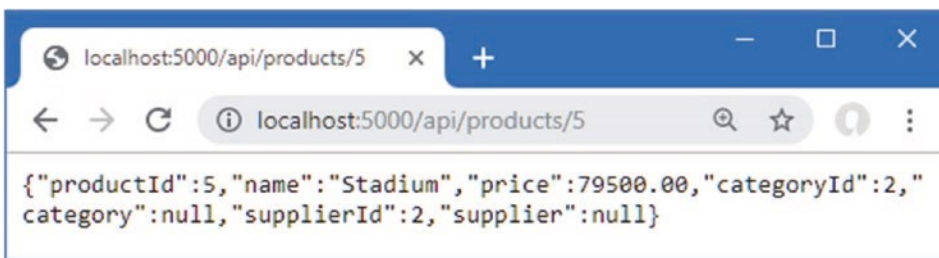 localhost:5000/api/products/5
localhost:5000/api/products/5
{"productId":5,"name":"Stadium","price":79500.00,"categoryId":2,"
category":null,"supplierId":2,"supplier":null}